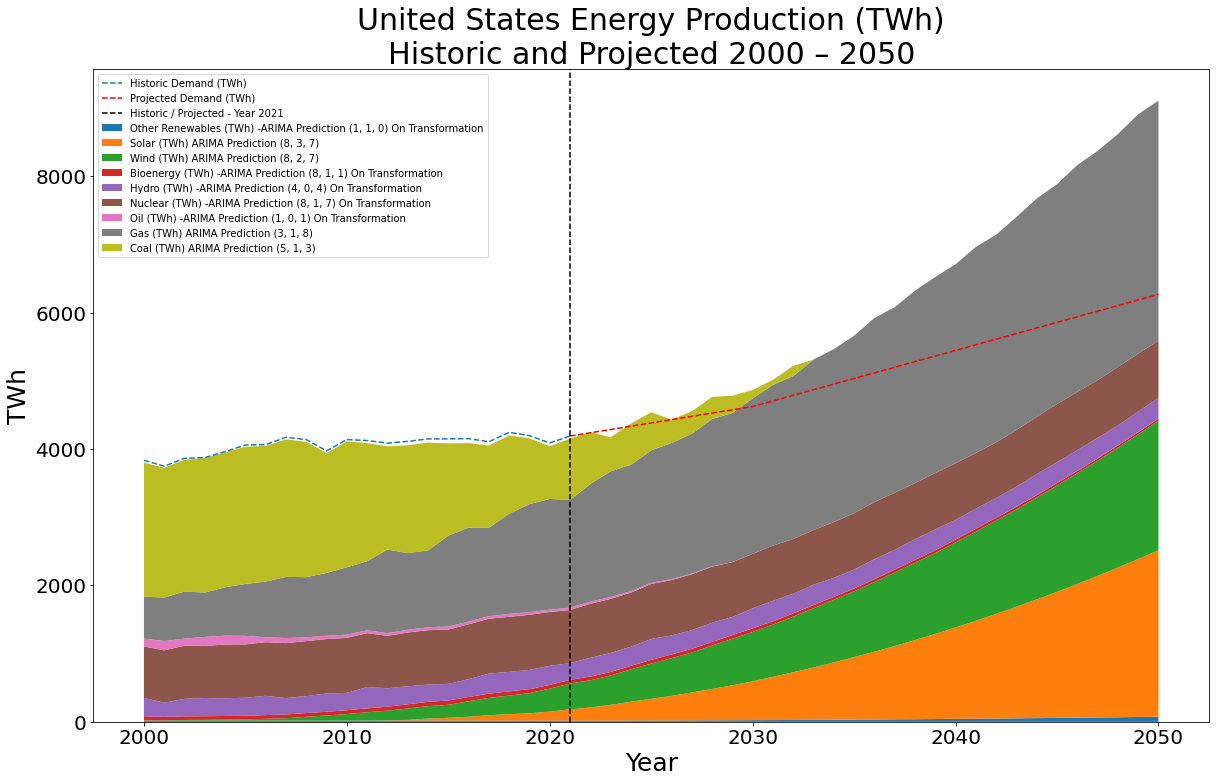 United States Energy Production (TWh)
Historic and Projected 2000 – 2050
Historic Demand (TWh)
Projected Demand (TWh)
Historic / Projected - Year 2021
Other Renewables (TWh) -ARIMA Prediction (1, 1, 0) On Transformation
Solar (TWh) ARIMA Prediction (8, 3, 7)
Wind (TWh) ARIMA Prediction (8, 2, 7)
Bioenergy (TWh) -ARIMA Prediction (8, 1, 1) On Transformation
Hydro (TWh) -ARIMA Prediction (4, 0, 4) On Transformation
Nuclear (TWh) -ARIMA Prediction (8, 1, 7) On Transformation
Oil (TWh) -ARIMA Prediction (1, 0, 1) On Transformation
Gas (TWh) ARIMA Prediction (3, 1, 8)
Coal (TWh) ARIMA Prediction (5, 1, 3)
TWh
8000
6000
4000
2000
0
2000 2010 2020 2030 2040 2050
Year